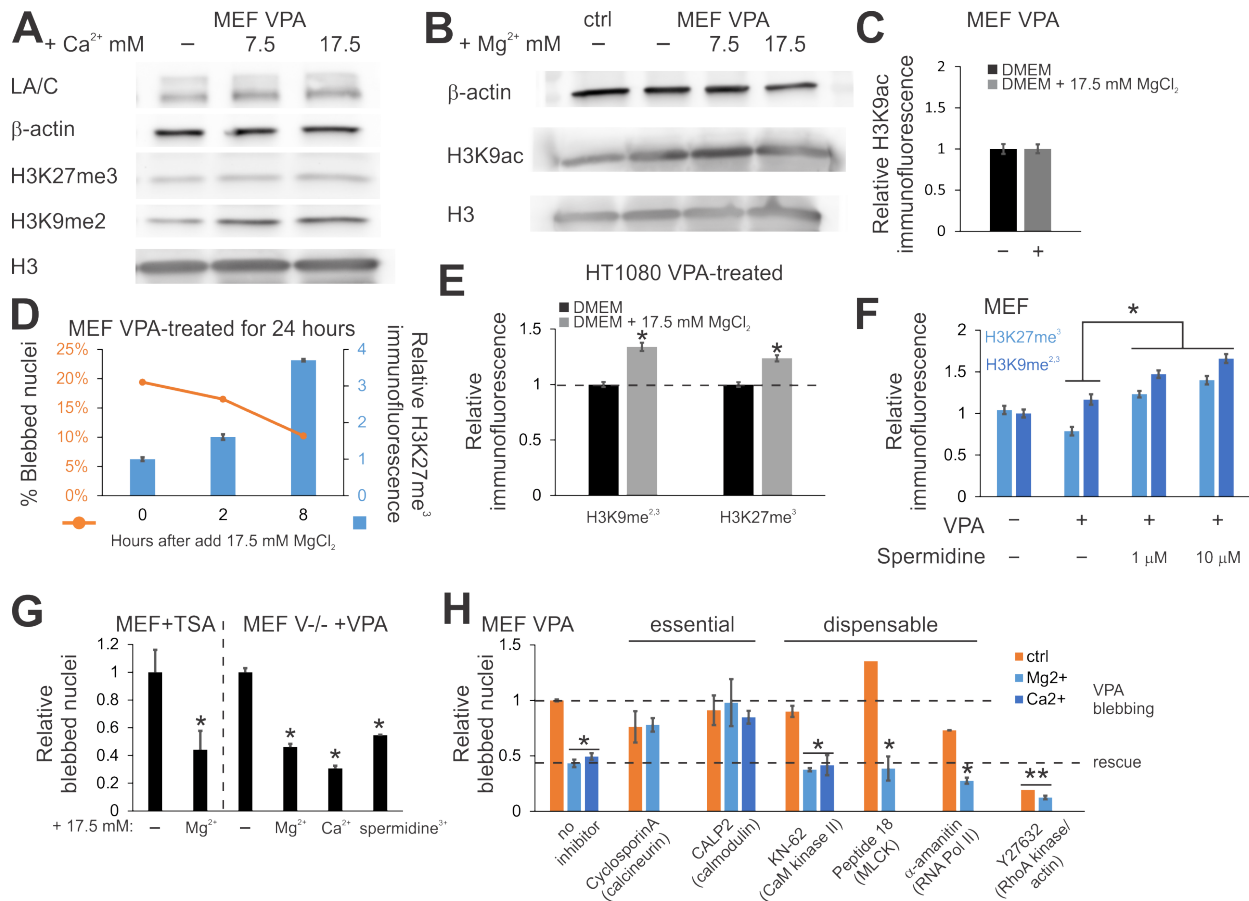 A
MEF VPA
+ Ca²⁺ mM – 7.5 17.5
LA/C
β-actin
H3K27me3
H3K9me2
H3
B
ctrl MEF VPA
+ Mg²⁺ mM – 7.5 17.5
β-actin
H3K9ac
H3
C
MEF VPA
Relative H3K9ac
immunofluorescence
DMEM
DMEM + 17.5 mM MgCl₂
2
1.5
1
0.5
0
– +
D
MEF VPA-treated for 24 hours
% Blebbed nuclei
25%
20%
15%
10%
5%
0%
4
3
2
1
0
Relative H3K27me³
immunofluorescence
0 2 8
Hours after add 17.5 mM MgCl₂
E
HT1080 VPA-treated
Relative
immunofluorescence
DMEM
DMEM + 17.5 mM MgCl₂
1.5
1
0.5
0
* *
H3K9me²,³ H3K27me³
F
MEF
H3K27me³
H3K9me²,³
*
Relative
immunofluorescence
2
1.5
1
0.5
0
VPA – + + +
Spermidine – – 1 μM 10 μM
G
MEF+TSA MEF V-/- +VPA
Relative
blebbed nuclei
1.2
1
0.8
0.6
0.4
0.2
0
* * * *
+ 17.5 mM: – Mg²⁺ – Mg²⁺ Ca²⁺ spermidine³⁺
H
MEF VPA essential dispensable
Relative
blebbed nuclei
1.5
1
0.5
0
ctrl
Mg2+
Ca2+
VPA
blebbing
rescue
* * * * **
no
inhibitor
CyclosporinA
(calcineurin)
CALP2
(calmodulin)
KN-62
(CaM kinase II)
Peptide 18
(MLCK)
α-amanitin
(RNA Pol II)
Y27632
(RhoA kinase/
actin)